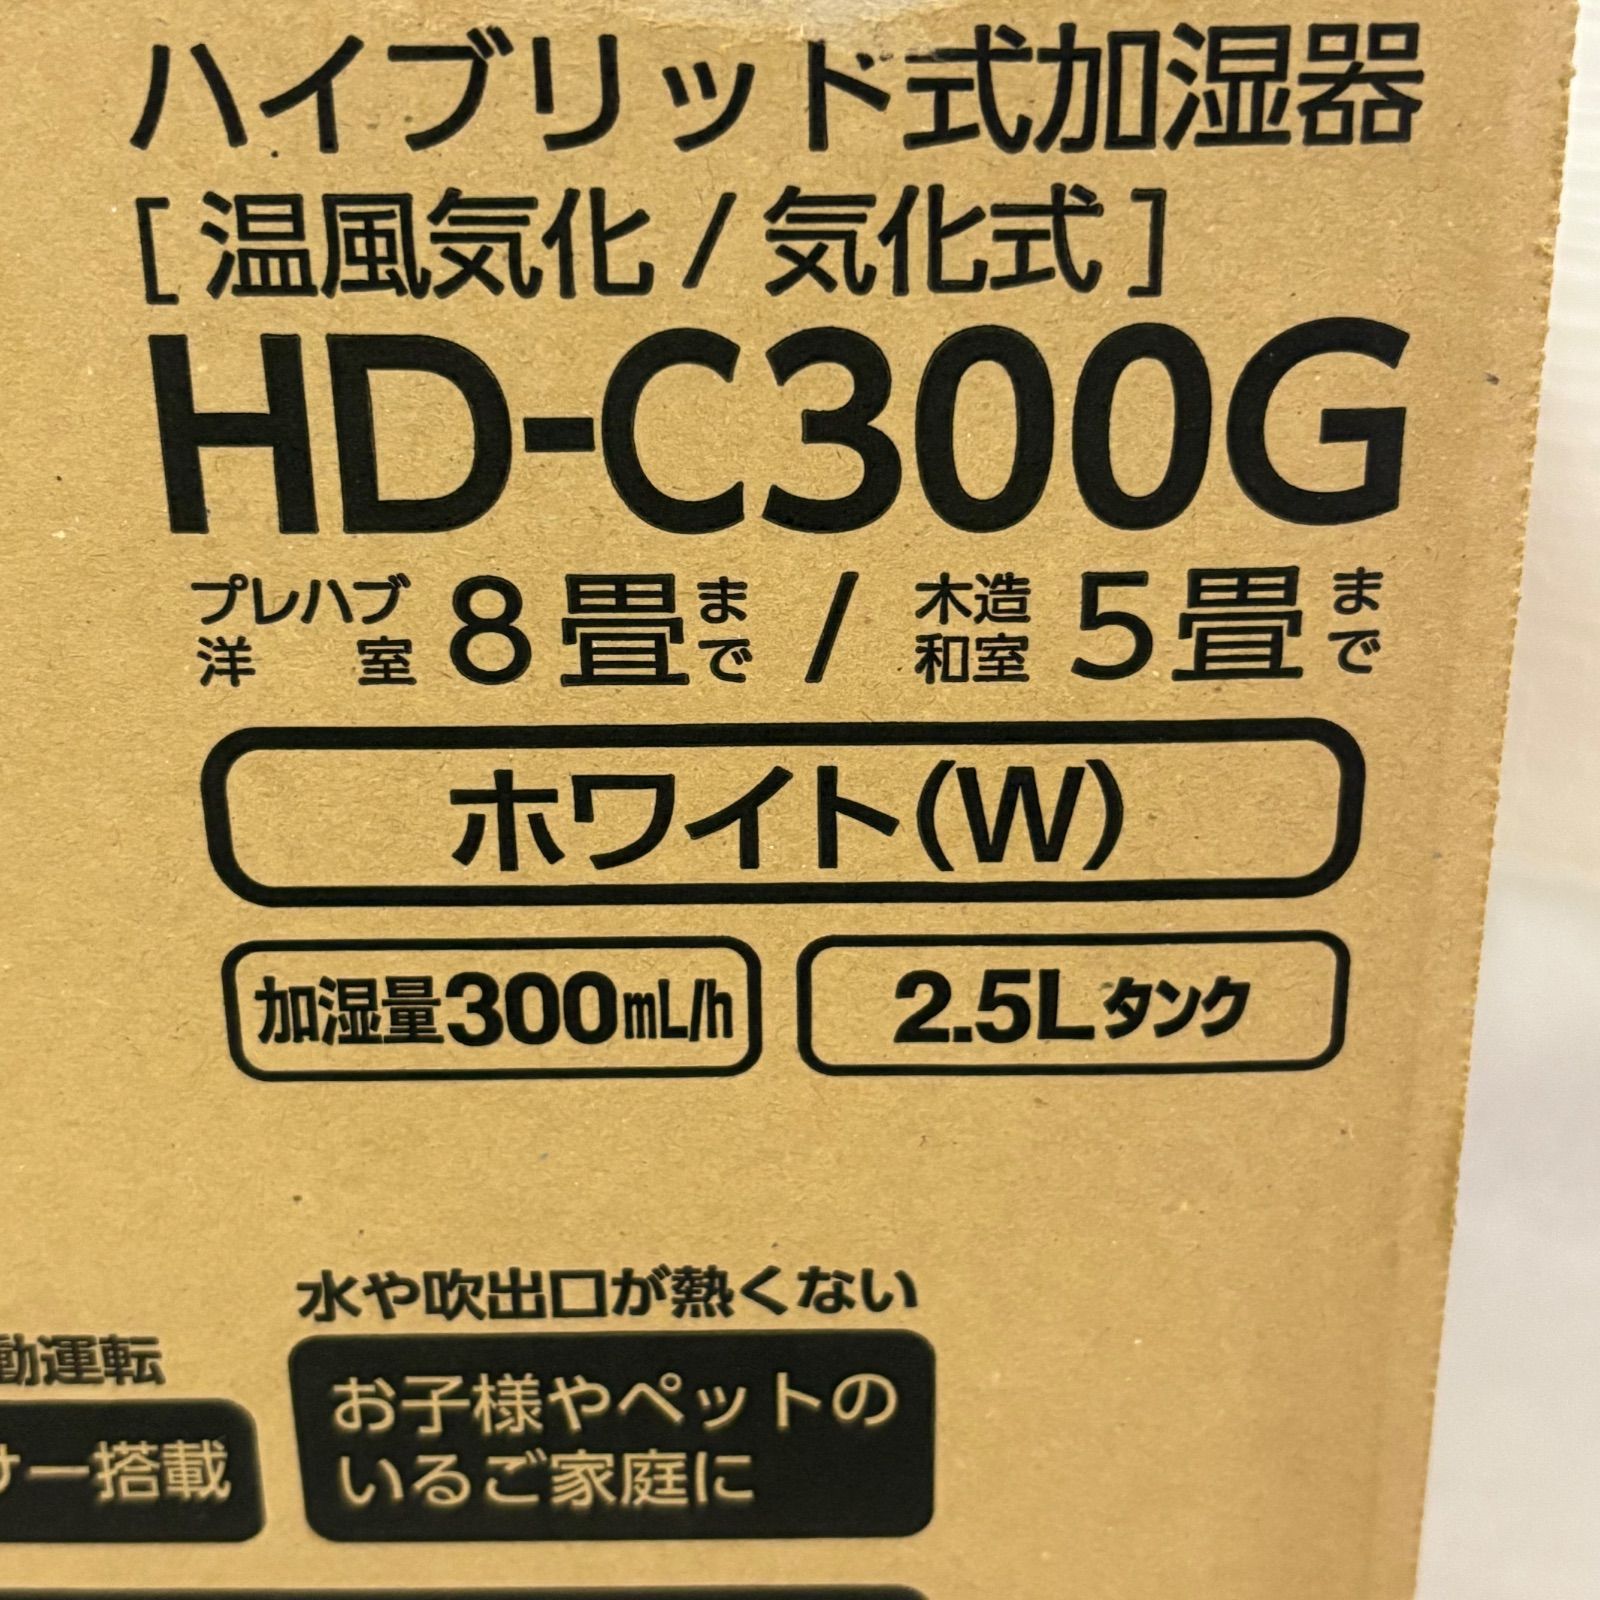 ハイブリッド式加湿器
[温風気化/気化式]
HD-C300G
プレハブ洋室 8畳まで / 木造和室 5畳まで
ホワイト(W)
加湿量300mL/h
2.5Lタンク
水や吹出口が熱くない
動運転
お子様やペットの
いるご家庭に
サー搭載